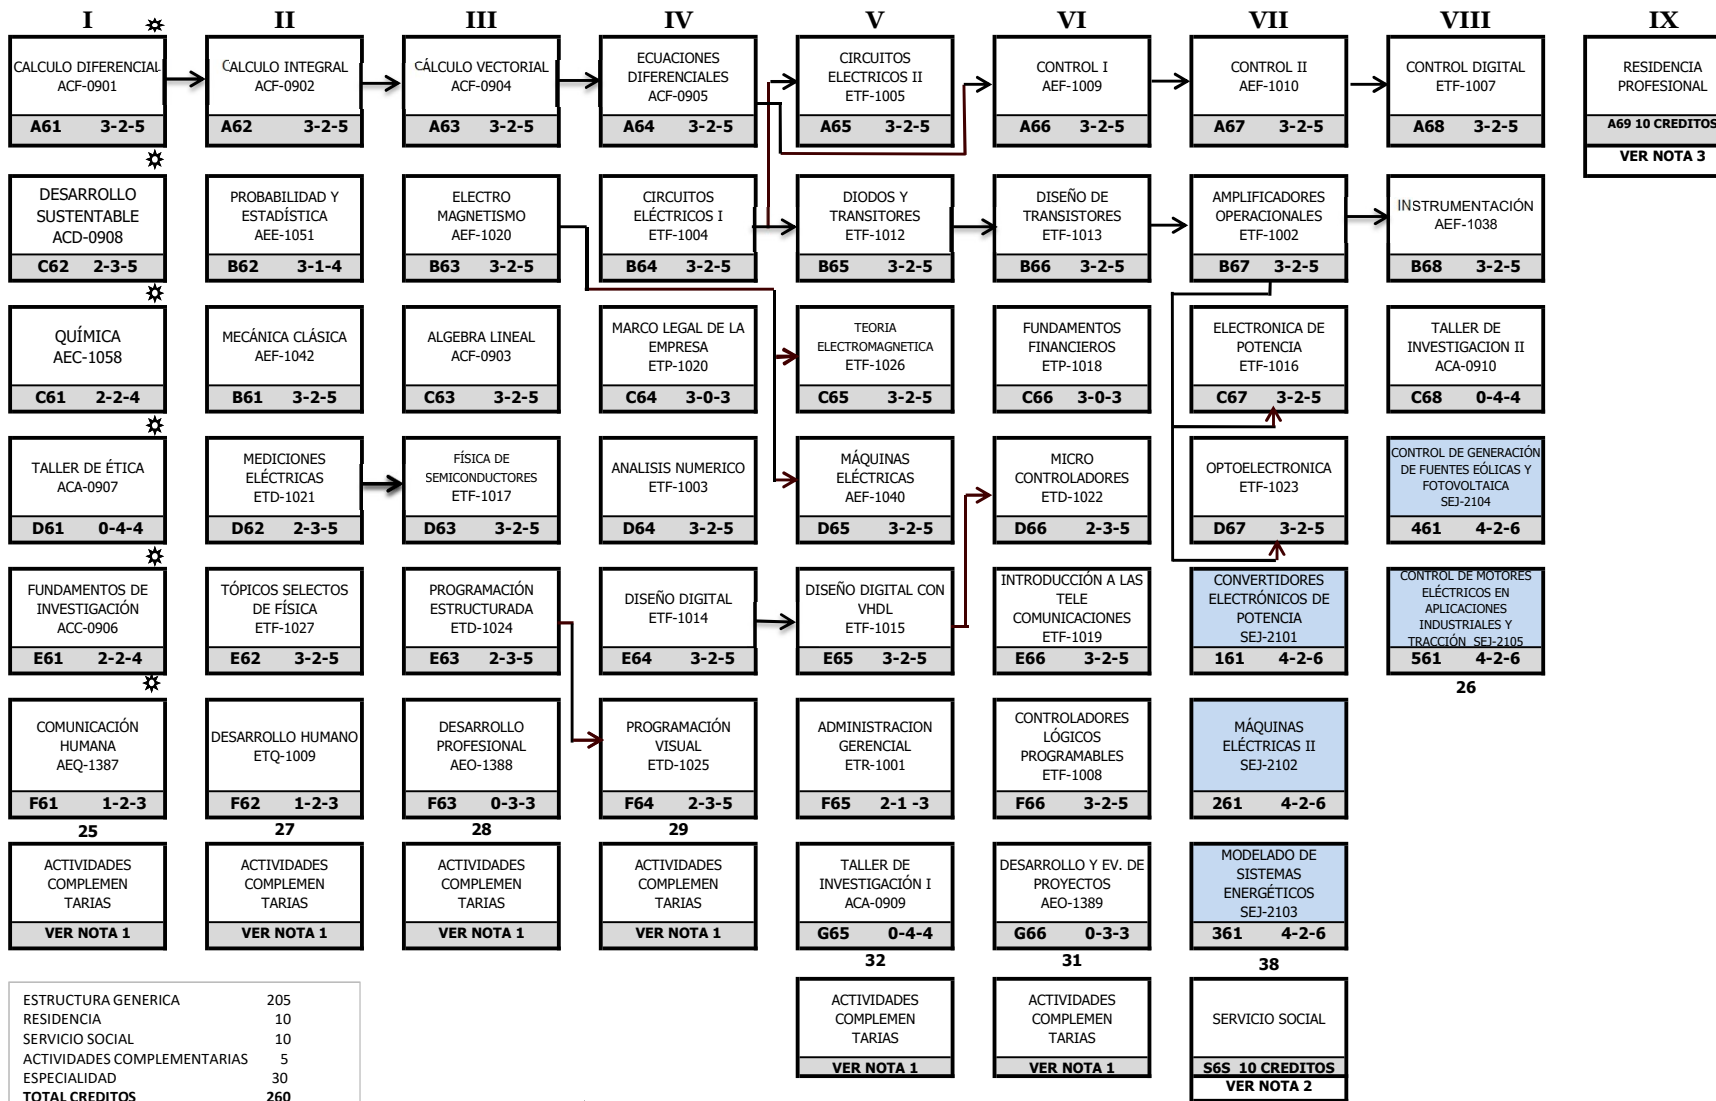 I II III IV V VI VII VIII IX
CALCULO DIFERENCIAL
ACF-0901
A61 3-2-5
CALCULO INTEGRAL
ACF-0902
A62 3-2-5
CÁLCULO VECTORIAL
ACF-0904
A63 3-2-5
ECUACIONES
DIFERENCIALES
ACF-0905
A64 3-2-5
CIRCUITOS
ELECTRICOS II
ETF-1005
A65 3-2-5
CONTROL I
AEF-1009
A66 3-2-5
CONTROL II
AEF-1010
A67 3-2-5
CONTROL DIGITAL
ETF-1007
A68 3-2-5
RESIDENCIA
PROFESIONAL
A69 10 CREDITOS
VER NOTA 3
DESARROLLO
SUSTENTABLE
ACD-0908
C62 2-3-5
PROBABILIDAD Y
ESTADÍSTICA
AEE-1051
B62 3-1-4
ELECTRO
MAGNETISMO
AEF-1020
B63 3-2-5
CIRCUITOS
ELÉCTRICOS I
ETF-1004
B64 3-2-5
DIODOS Y
TRANSITORES
ETF-1012
B65 3-2-5
DISEÑO DE
TRANSISTORES
ETF-1013
B66 3-2-5
AMPLIFICADORES
OPERACIONALES
ETF-1002
B67 3-2-5
INSTRUMENTACIÓN
AEF-1038
B68 3-2-5
QUÍMICA
AEC-1058
C61 2-2-4
MECÁNICA CLÁSICA
AEF-1042
B61 3-2-5
ALGEBRA LINEAL
ACF-0903
C63 3-2-5
MARCO LEGAL DE LA
EMPRESA
ETP-1020
C64 3-0-3
TEORIA
ELECTROMAGNETICA
ETF-1026
C65 3-2-5
FUNDAMENTOS
FINANCIEROS
ETP-1018
C66 3-0-3
ELECTRONICA DE
POTENCIA
ETF-1016
C67 3-2-5
TALLER DE
INVESTIGACION II
ACA-0910
C68 0-4-4
TALLER DE ÉTICA
ACA-0907
D61 0-4-4
MEDICIONES
ELÉCTRICAS
ETD-1021
D62 2-3-5
FÍSICA DE
SEMICONDUCTORES
ETF-1017
D63 3-2-5
ANALISIS NUMERICO
ETF-1003
D64 3-2-5
MÁQUINAS
ELÉCTRICAS
AEF-1040
D65 3-2-5
MICRO
CONTROLADORES
ETD-1022
D66 2-3-5
OPTOELECTRONICA
ETF-1023
D67 3-2-5
CONTROL DE GENERACIÓN
DE FUENTES EÓLICAS Y
FOTOVOLTAICA
SEJ-2104
461 4-2-6
FUNDAMENTOS DE
INVESTIGACIÓN
ACC-0906
E61 2-2-4
TÓPICOS SELECTOS
DE FÍSICA
ETF-1027
E62 3-2-5
PROGRAMACIÓN
ESTRUCTURADA
ETD-1024
E63 2-3-5
DISEÑO DIGITAL
ETF-1014
E64 3-2-5
DISEÑO DIGITAL CON
VHDL
ETF-1015
E65 3-2-5
INTRODUCCIÓN A LAS
TELE
COMUNICACIONES
ETF-1019
E66 3-2-5
CONVERTIDORES
ELECTRÓNICOS DE
POTENCIA
SEJ-2101
161 4-2-6
CONTROL DE MOTORES
ELÉCTRICOS EN
APLICACIONES
INDUSTRIALES Y
TRACCIÓN SEJ-2105
561 4-2-6
26
COMUNICACIÓN
HUMANA
AEQ-1387
F61 1-2-3
25
DESARROLLO HUMANO
ETQ-1009
F62 1-2-3
27
DESARROLLO
PROFESIONAL
AEO-1388
F63 0-3-3
28
PROGRAMACIÓN
VISUAL
ETD-1025
F64 2-3-5
29
ADMINISTRACION
GERENCIAL
ETR-1001
F65 2-1 -3
CONTROLADORES
LÓGICOS
PROGRAMABLES
ETF-1008
F66 3-2-5
MÁQUINAS
ELÉCTRICAS II
SEJ-2102
261 4-2-6
ACTIVIDADES
COMPLEMEN
TARIAS
VER NOTA 1
ACTIVIDADES
COMPLEMEN
TARIAS
VER NOTA 1
ACTIVIDADES
COMPLEMEN
TARIAS
VER NOTA 1
ACTIVIDADES
COMPLEMEN
TARIAS
VER NOTA 1
TALLER DE
INVESTIGACIÓN I
ACA-0909
G65 0-4-4
32
DESARROLLO Y EV. DE
PROYECTOS
AEO-1389
G66 0-3-3
31
MODELADO DE
SISTEMAS
ENERGÉTICOS
SEJ-2103
361 4-2-6
38
ACTIVIDADES
COMPLEMEN
TARIAS
VER NOTA 1
ACTIVIDADES
COMPLEMEN
TARIAS
VER NOTA 1
SERVICIO SOCIAL
S6S 10 CREDITOS
VER NOTA 2
ESTRUCTURA GENERICA 205
RESIDENCIA 10
SERVICIO SOCIAL 10
ACTIVIDADES COMPLEMENTARIAS 5
ESPECIALIDAD 30
TOTAL CREDITOS 260